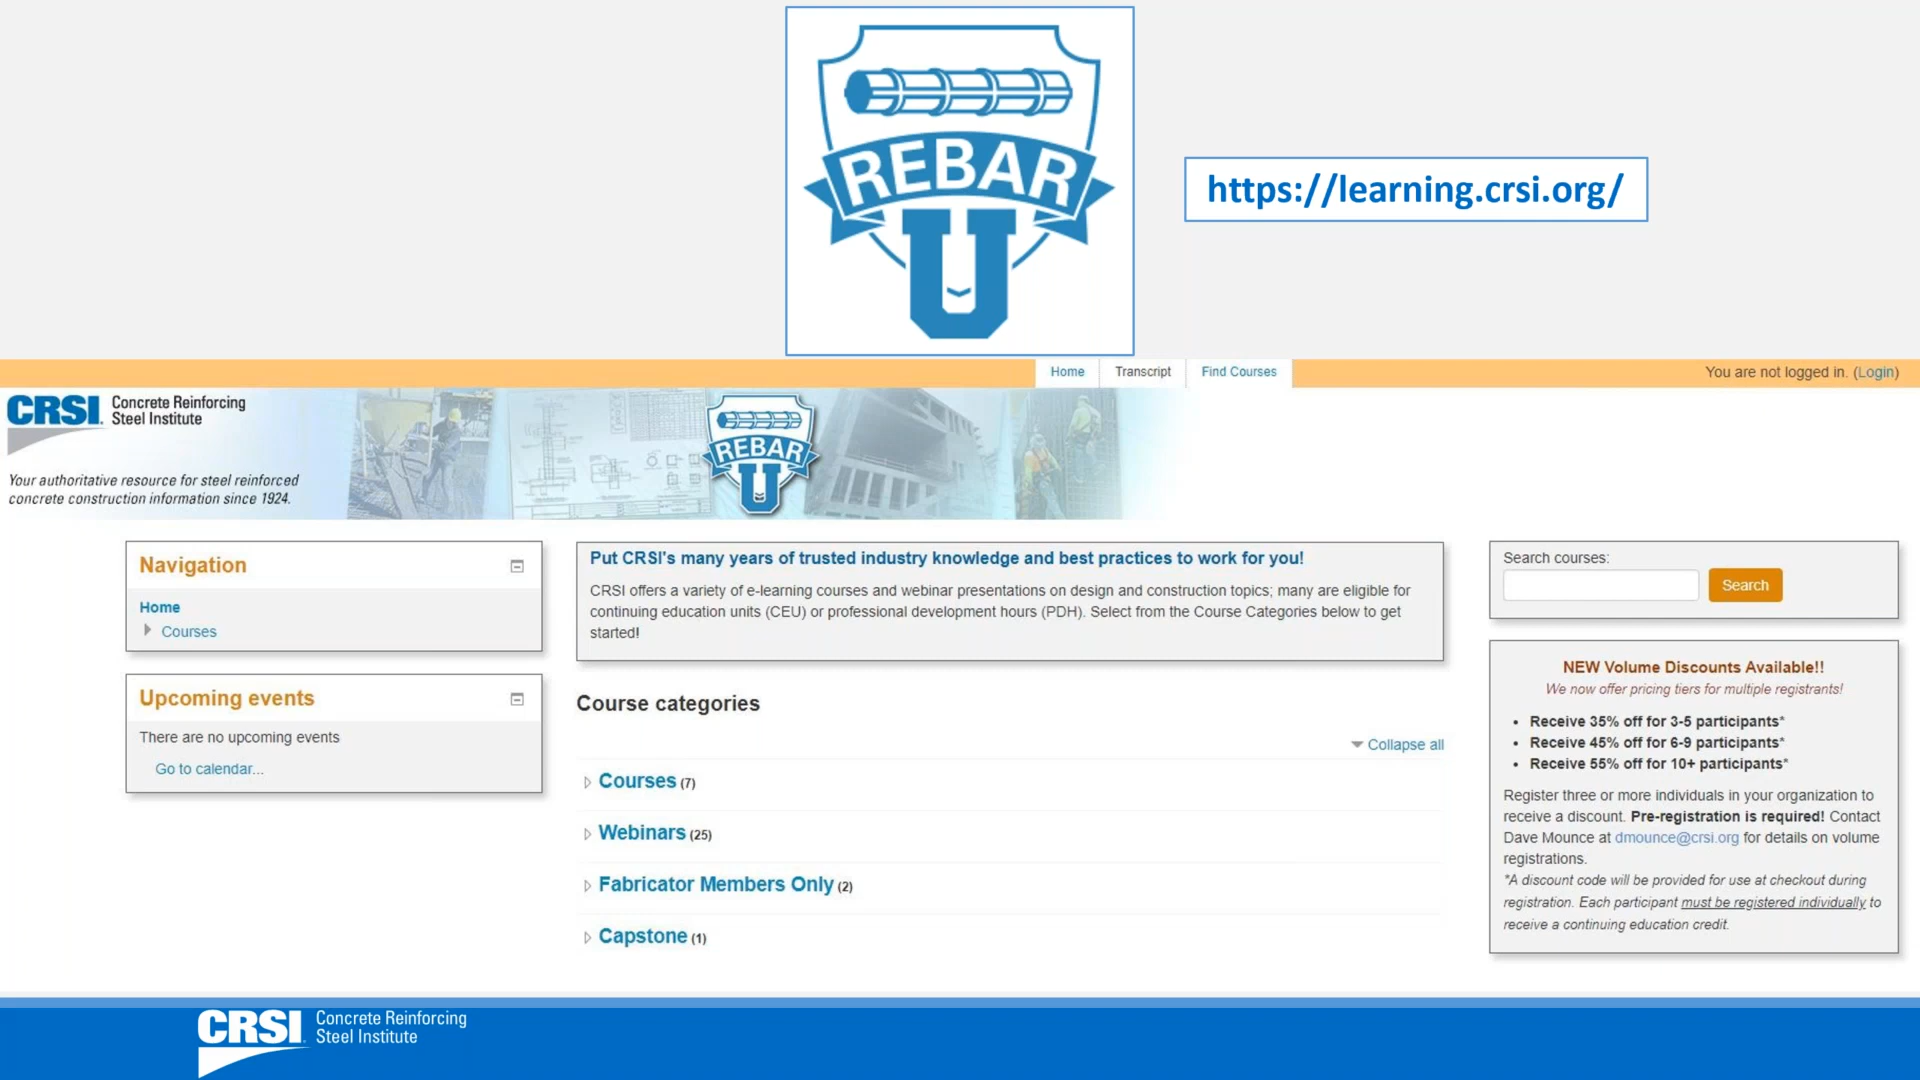 REBAR
U
https://learning.crsi.org/
Home
Transcript
Find Courses
You are not logged in. (Login)
CRSI Concrete Reinforcing
Steel Institute
Your authoritative resource for steel reinforced
concrete construction information since 1924.
REBAR
U
Navigation
Home
Courses
Upcoming events
There are no upcoming events
Go to calendar...
Put CRSI's many years of trusted industry knowledge and best practices to work for you!
CRSI offers a variety of e-learning courses and webinar presentations on design and construction topics; many are eligible for
continuing education units (CEU) or professional development hours (PDH). Select from the Course Categories below to get
started!
Course categories
Collapse all
Courses (7)
Webinars (25)
Fabricator Members Only (2)
Capstone (1)
Search courses:
Search
NEW Volume Discounts Available!!
We now offer pricing tiers for multiple registrants!
• Receive 35% off for 3-5 participants*
• Receive 45% off for 6-9 participants*
• Receive 55% off for 10+ participants*
Register three or more individuals in your organization to
receive a discount. Pre-registration is required! Contact
Dave Mounce at dmounce@crsi.org for details on volume
registrations.
*A discount code will be provided for use at checkout during
registration. Each participant must be registered individually to
receive a continuing education credit.
CRSI Concrete Reinforcing
Steel Institute